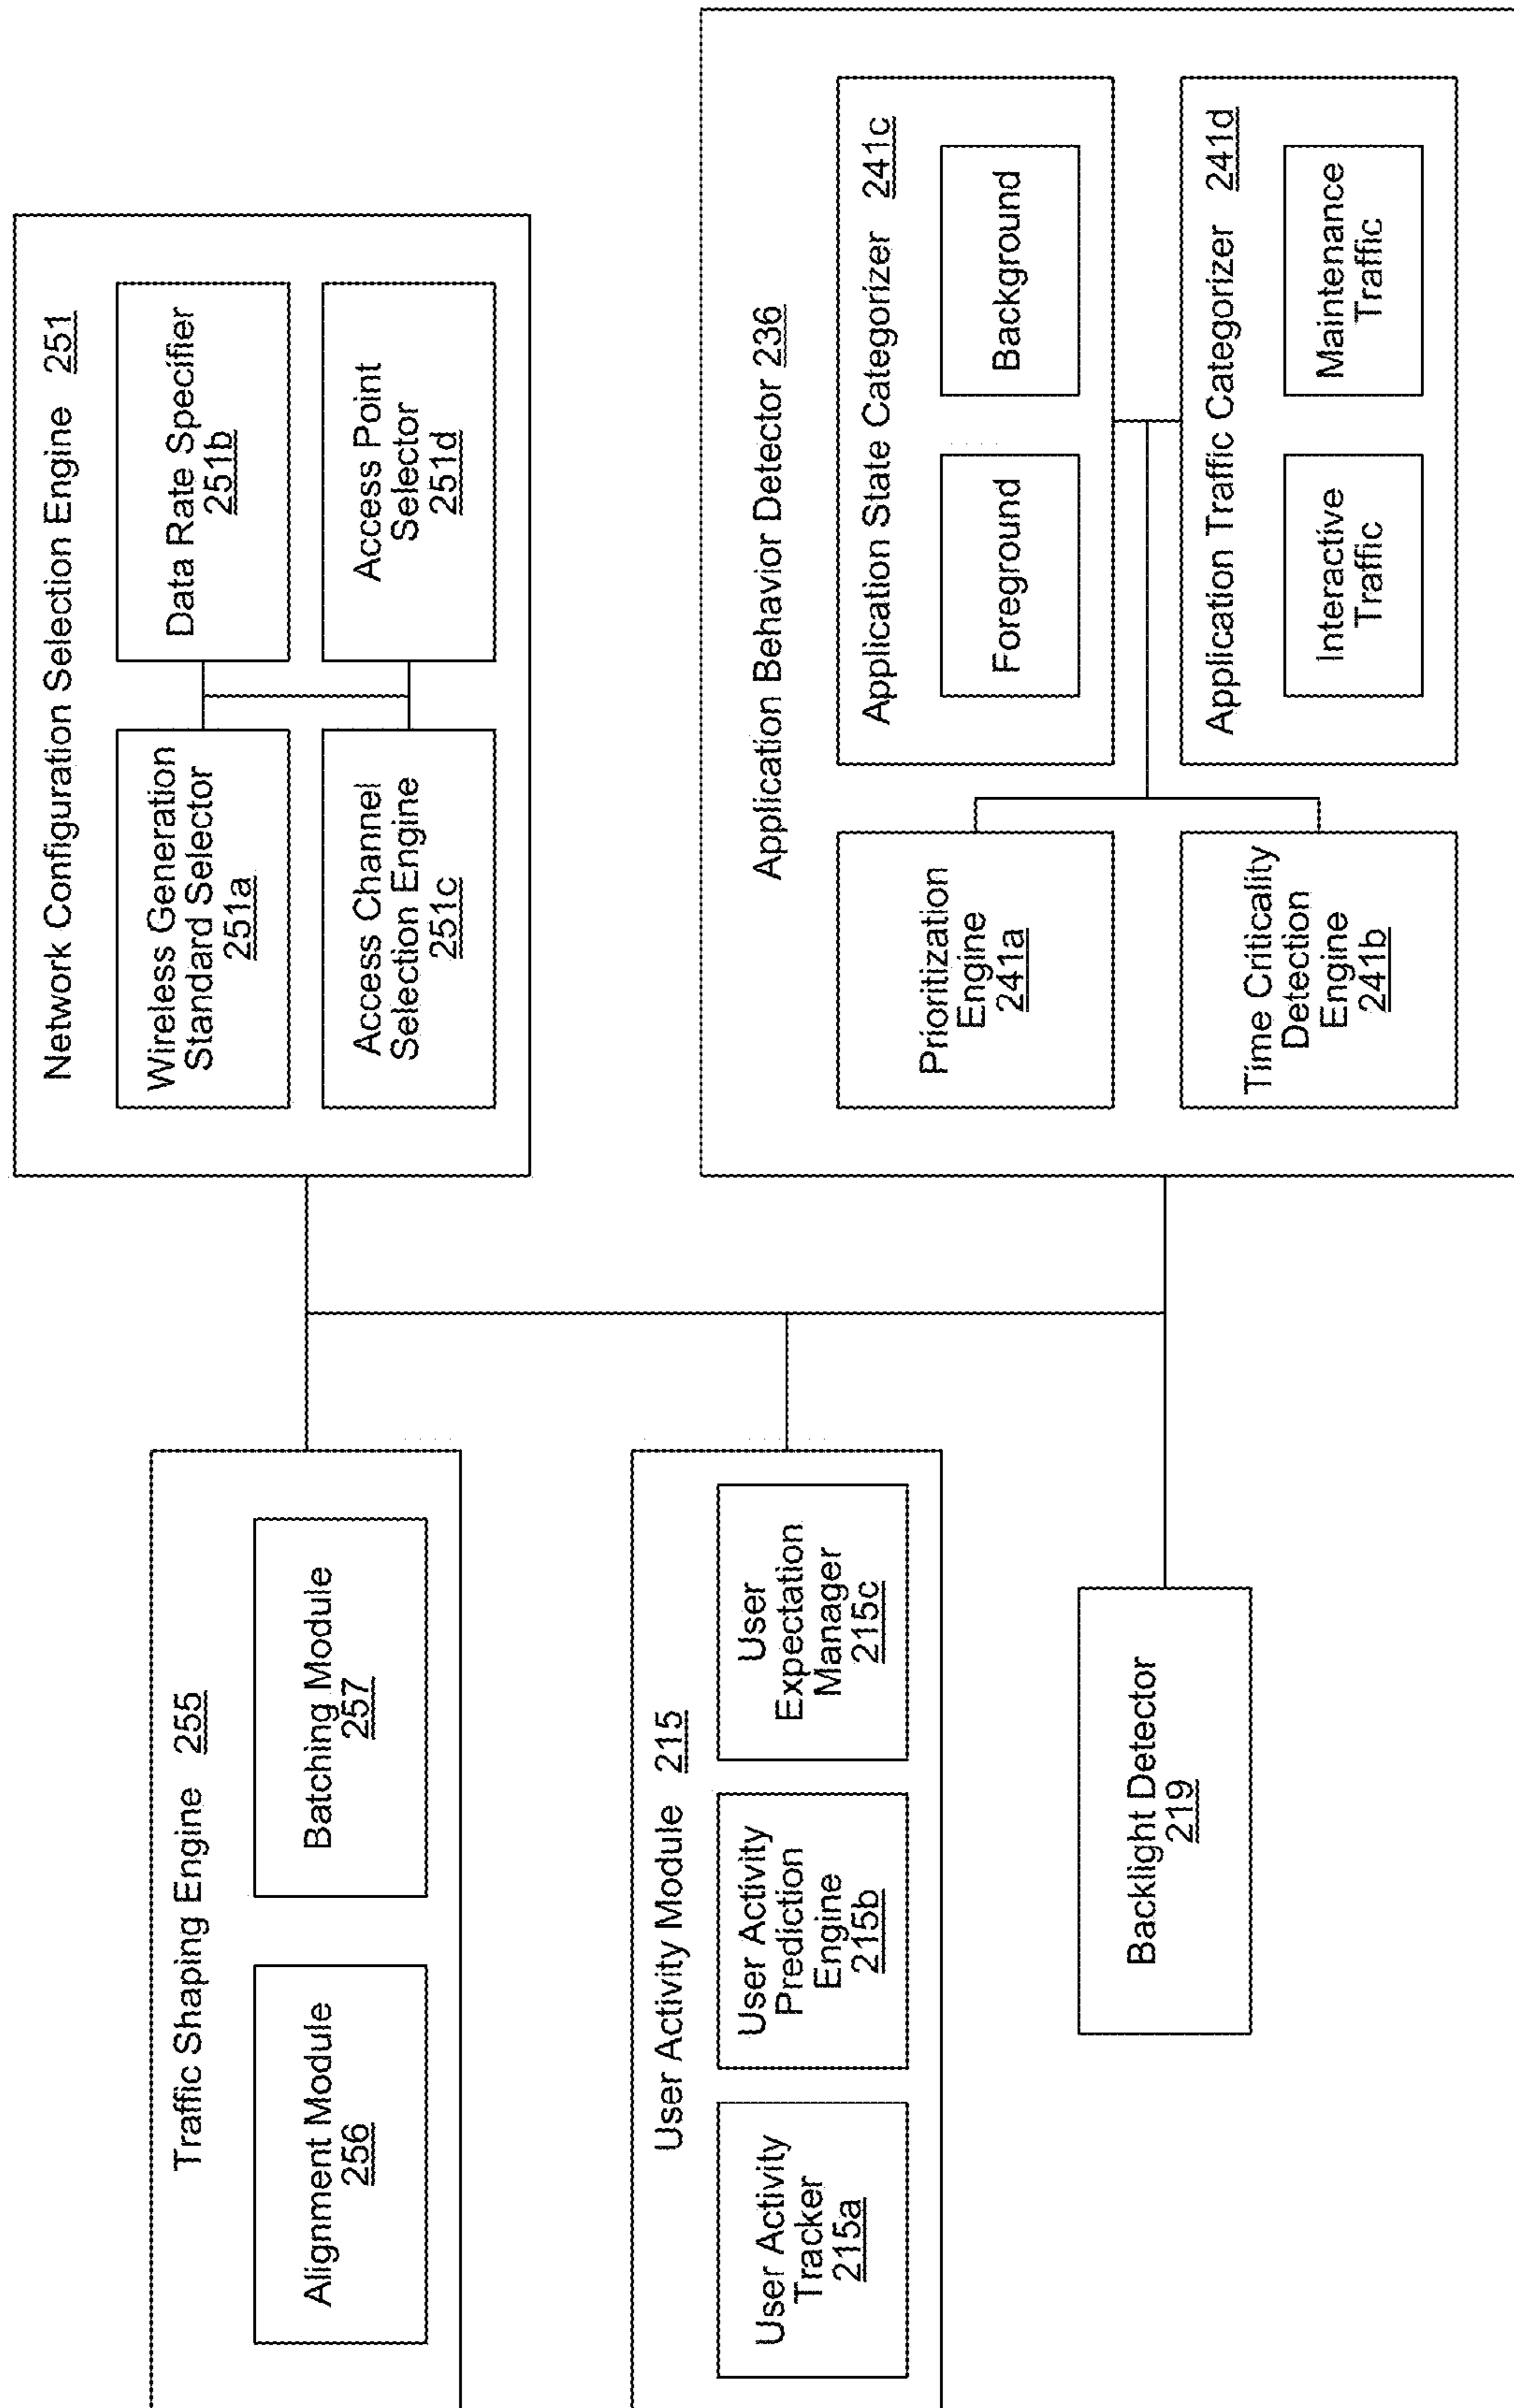 Traffic Shaping Engine 255
Alignment Module
256
Batching Module
257
User Activity Module 215
User Activity
Tracker
215a
User Activity
Prediction
Engine
215b
User
Expectation
Manager
215c
Backlight Detector
219
Network Configuration Selection Engine 251
Wireless Generation
Standard Selector
251a
Data Rate Specifier
251b
Access Channel
Selection Engine
251c
Access Point
Selector
251d
Application Behavior Detector 236
Prioritization
Engine
241a
Time Criticality
Detection
Engine
241b
Application State Categorizer 241c
Foreground
Background
Application Traffic Categorizer 241d
Interactive
Traffic
Maintenance
Traffic